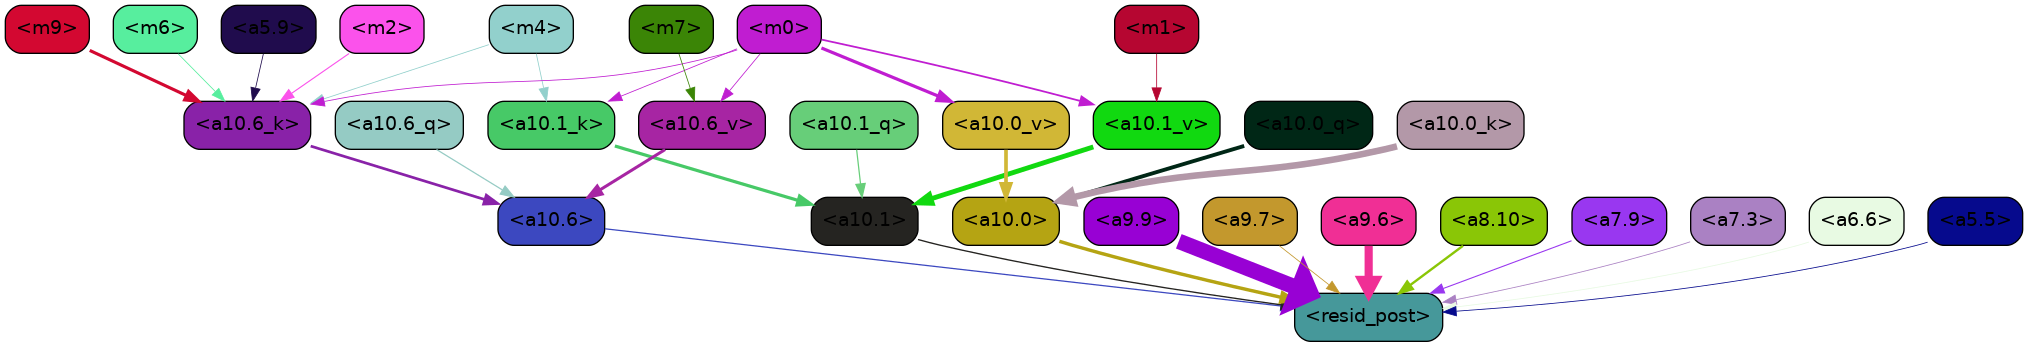 <m9> <m6> <a5.9> <m2> <m4> <m7> <m0> <m1>
<a10.6_k> <a10.6_q> <a10.1_k> <a10.6_v> <a10.1_q> <a10.0_v> <a10.1_v> <a10.0_q> <a10.0_k>
<a10.6> <a10.1> <a10.0> <a9.9> <a9.7> <a9.6> <a8.10> <a7.9> <a7.3> <a6.6> <a5.5>
<resid_post>